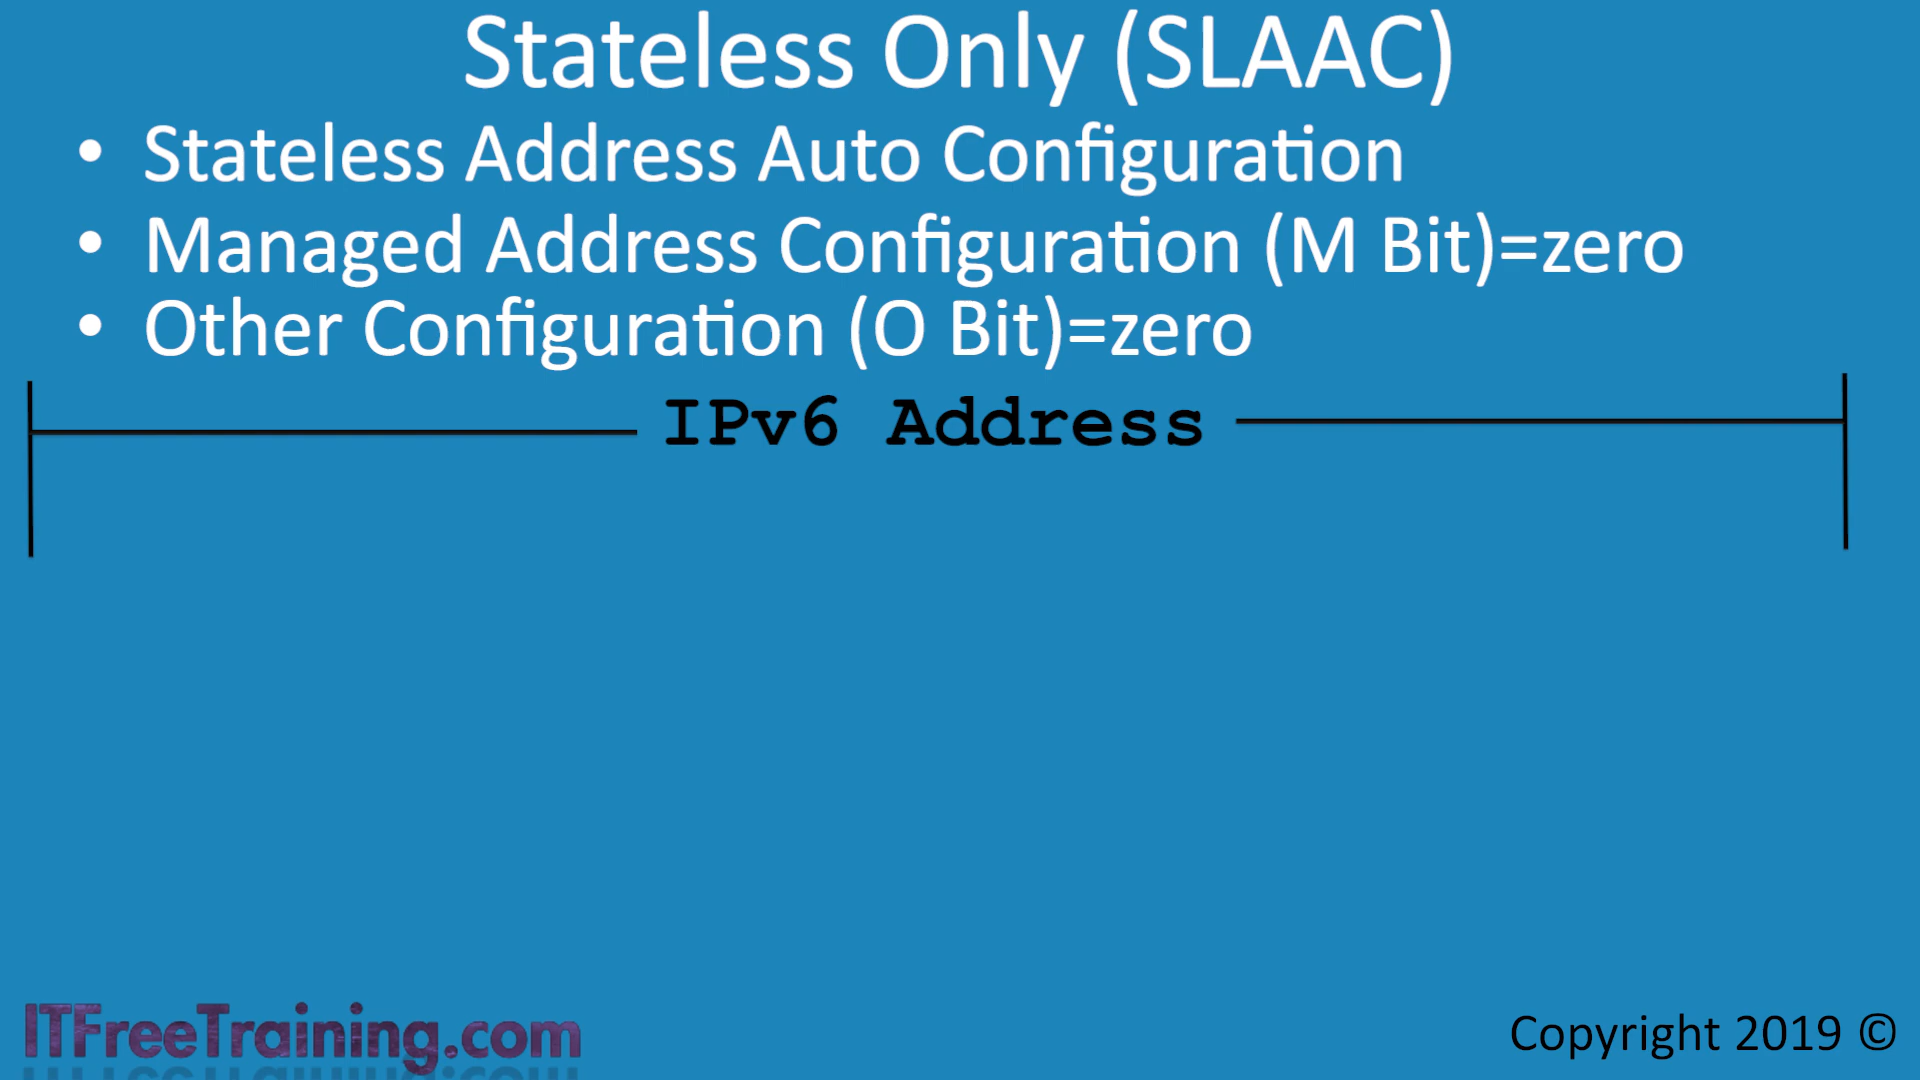 Stateless Only (SLAAC)
• Stateless Address Auto Configuration
• Managed Address Configuration (M Bit)=zero
• Other Configuration (O Bit)=zero
IPv6 Address
ITFreeTraining.com
Copyright 2019 ©